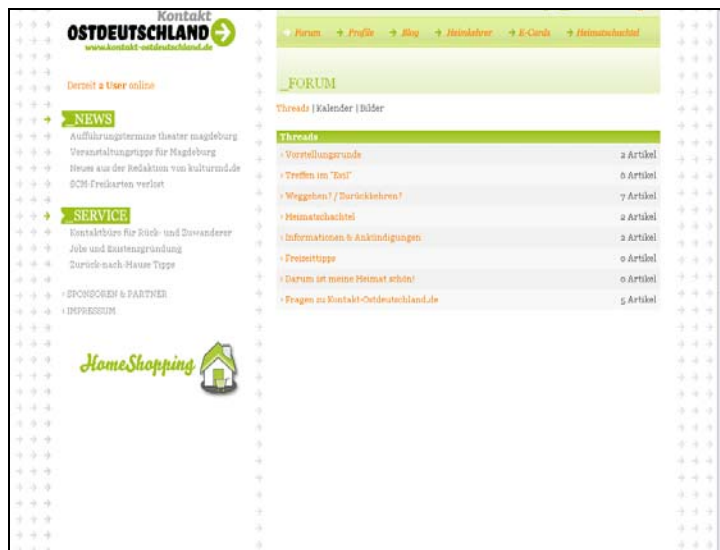 Kontakt
OSTDEUTSCHLAND
www.kontakt-ostdeutschland.de
Derzeit 2 User online
_NEWS
Aufführungstermine theater magdeburg
Veranstaltungstipps für Magdeburg
Neues aus der Redaktion von kulturmd.de
SCM-Freikarten verlost
_SERVICE
Kontaktbüro für Rück- und Zuwanderer
Jobs und Existenzgründung
Zurück-nach-Hause Tipps
› SPONSOREN & PARTNER
› IMPRESSUM
HomeShopping
Forum Profile Blog Heimkehrer E-Cards Heimatschachtel
_FORUM
Threads | Kalender | Bilder
Threads
› Vorstellungsrunde 2 Artikel
› Treffen im "Exil" 6 Artikel
› Weggehen? / Zurückkehren? 7 Artikel
› Heimatschachtel 2 Artikel
› Informationen & Ankündigungen 2 Artikel
› Freizeittipps 0 Artikel
› Darum ist meine Heimat schön! 0 Artikel
› Fragen zu Kontakt-Ostdeutschland.de 5 Artikel